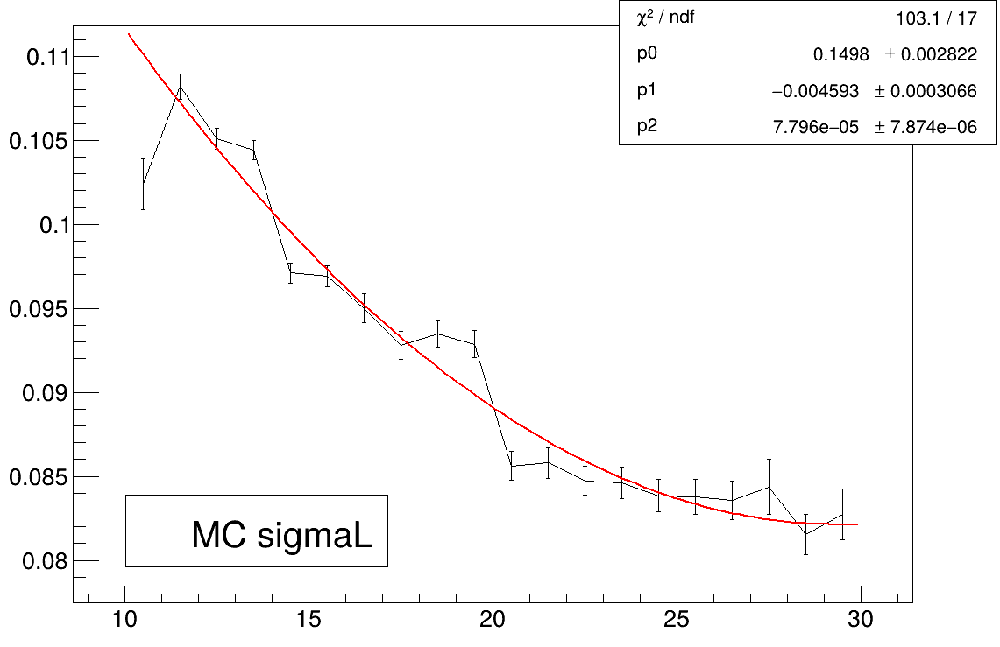 χ² / ndf 103.1 / 17
p0 0.1498 ± 0.002822
p1 −0.004593 ± 0.0003066
p2 7.796e−05 ± 7.874e−06
0.11
0.105
0.1
0.095
0.09
0.085
0.08
MC sigmaL
10 15 20 25 30